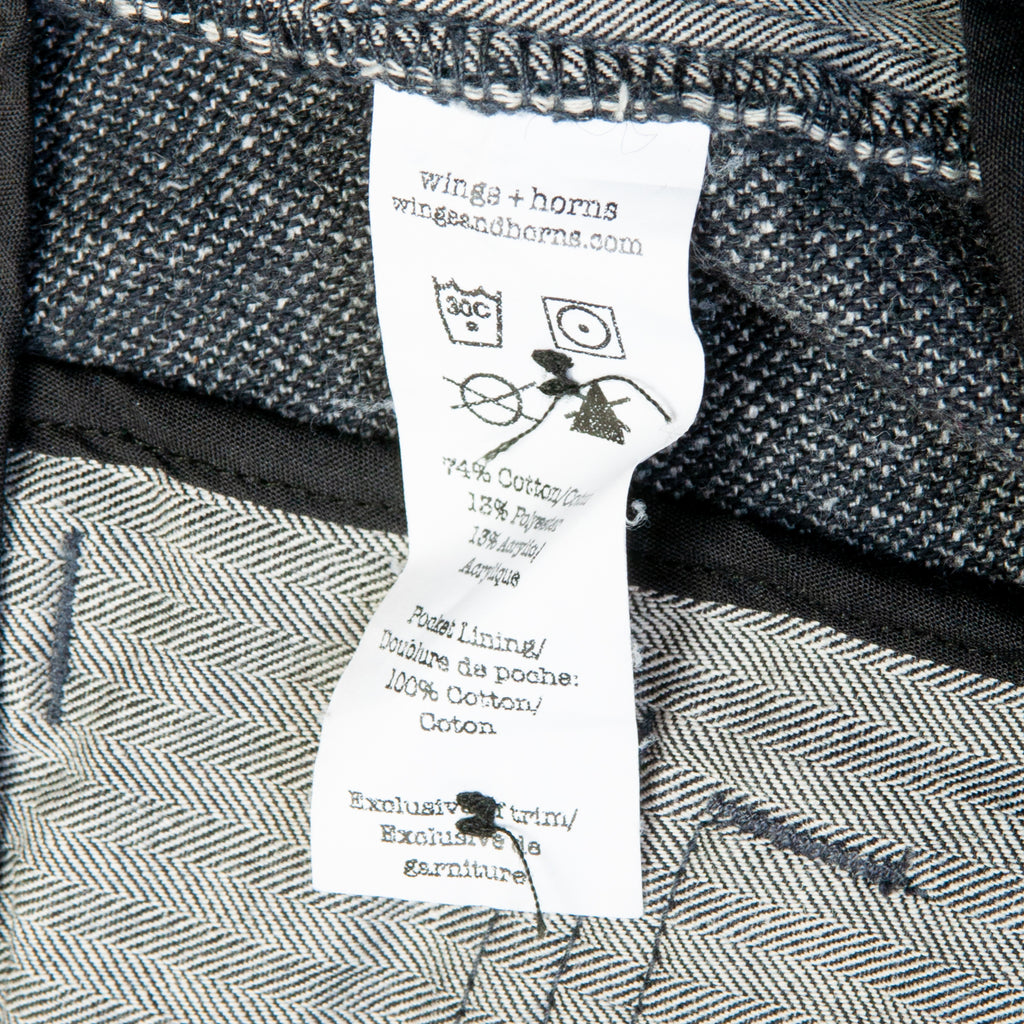 wings + horns
wingsandhorns.com
30C
74% Cotton/Coton
13% Polyester
13% Acrylic/
Acrylique
Pocket Lining/
Doublure de poche:
100% Cotton/
Coton
Exclusive of trim/
Exclusive de
garniture